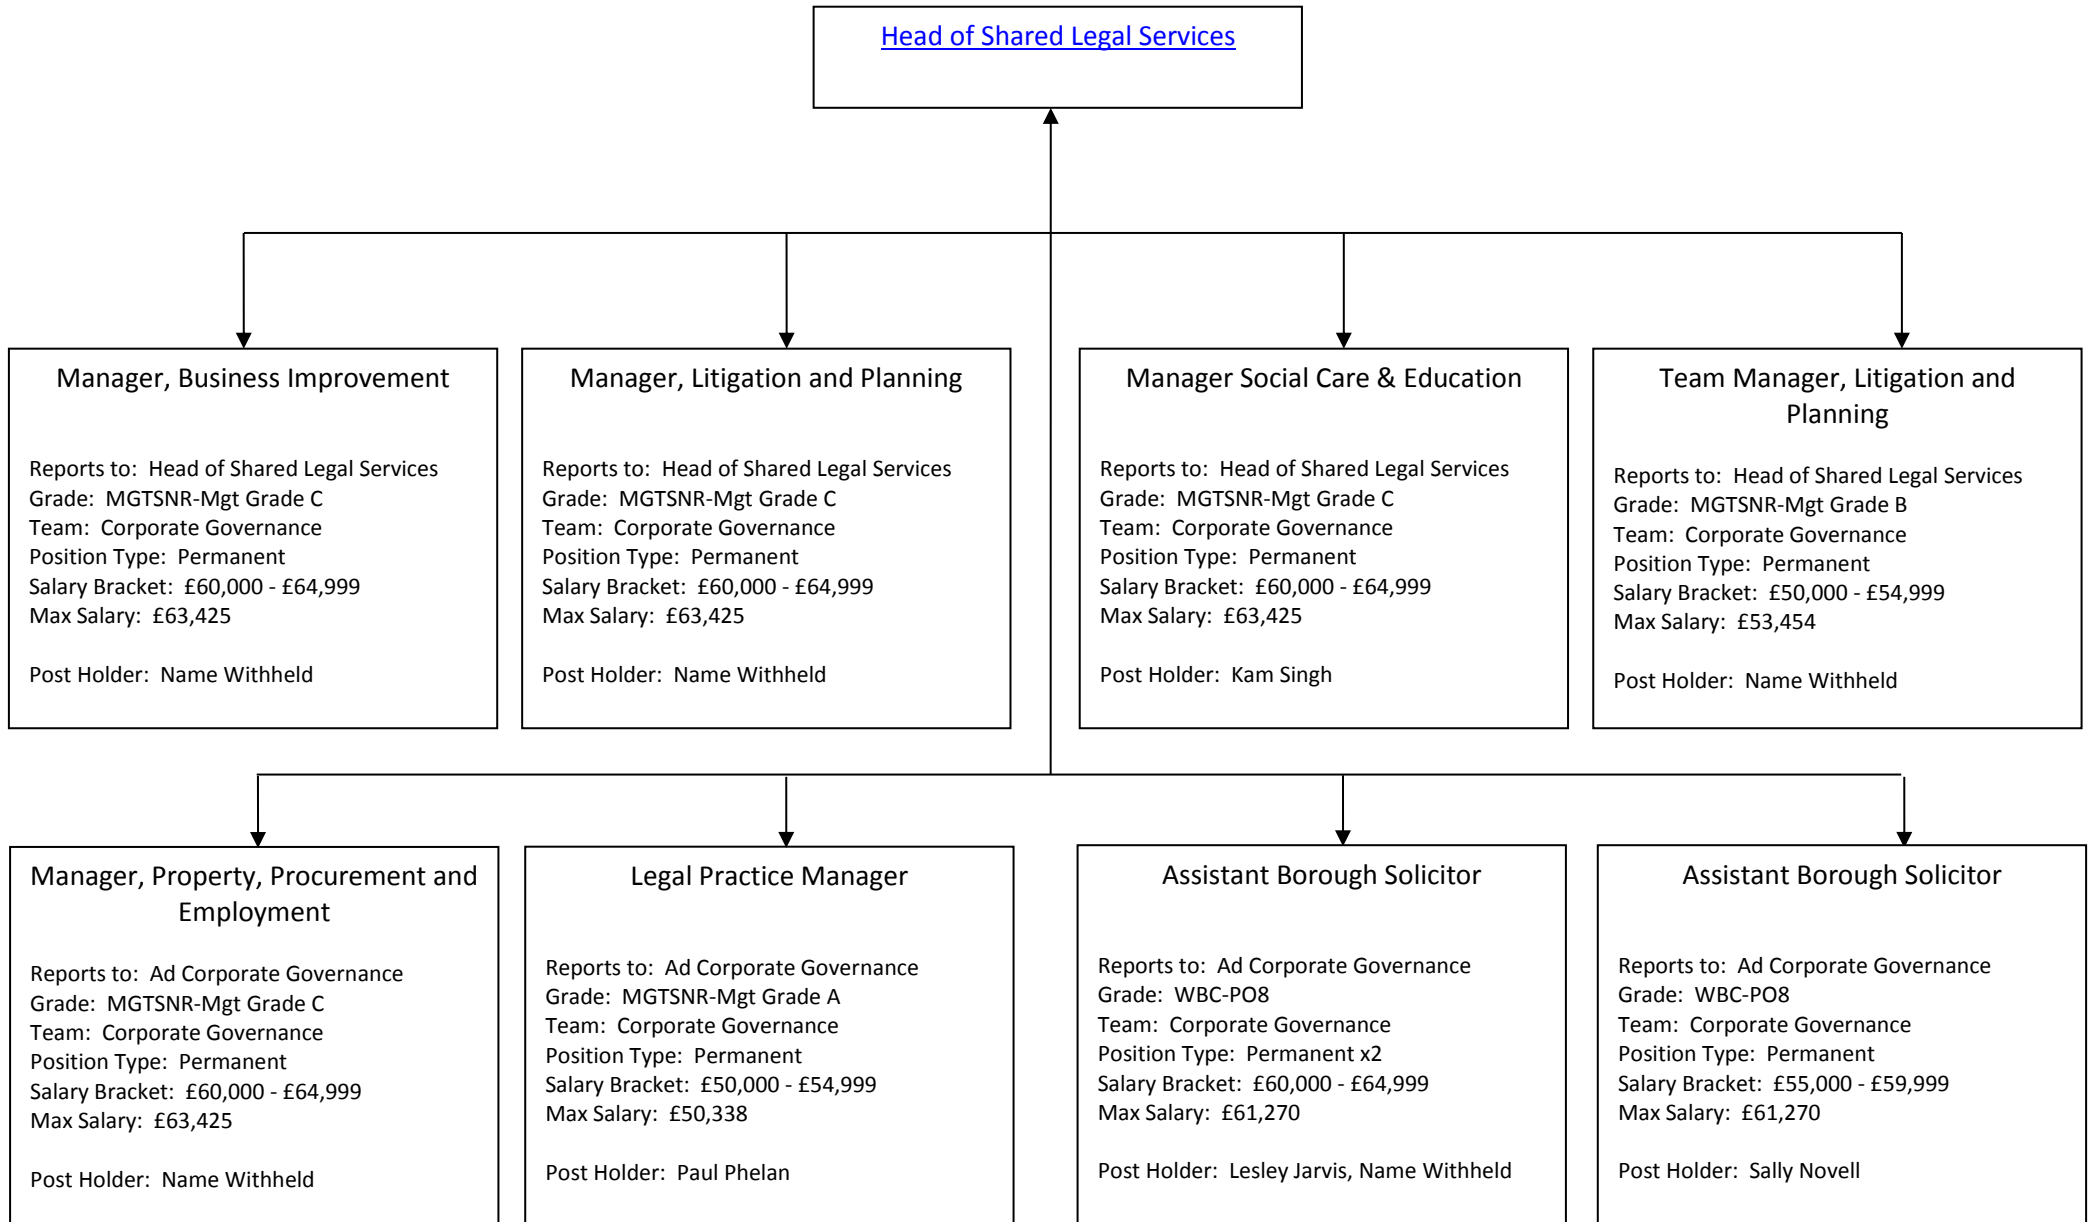 Head of Shared Legal Services
Manager, Business Improvement
Reports to: Head of Shared Legal Services
Grade: MGTSNR-Mgt Grade C
Team: Corporate Governance
Position Type: Permanent
Salary Bracket: £60,000 - £64,999
Max Salary: £63,425
Post Holder: Name Withheld
Manager, Litigation and Planning
Reports to: Head of Shared Legal Services
Grade: MGTSNR-Mgt Grade C
Team: Corporate Governance
Position Type: Permanent
Salary Bracket: £60,000 - £64,999
Max Salary: £63,425
Post Holder: Name Withheld
Manager Social Care & Education
Reports to: Head of Shared Legal Services
Grade: MGTSNR-Mgt Grade C
Team: Corporate Governance
Position Type: Permanent
Salary Bracket: £60,000 - £64,999
Max Salary: £63,425
Post Holder: Kam Singh
Team Manager, Litigation and
Planning
Reports to: Head of Shared Legal Services
Grade: MGTSNR-Mgt Grade B
Team: Corporate Governance
Position Type: Permanent
Salary Bracket: £50,000 - £54,999
Max Salary: £53,454
Post Holder: Name Withheld
Manager, Property, Procurement and
Employment
Reports to: Ad Corporate Governance
Grade: MGTSNR-Mgt Grade C
Team: Corporate Governance
Position Type: Permanent
Salary Bracket: £60,000 - £64,999
Max Salary: £63,425
Post Holder: Name Withheld
Legal Practice Manager
Reports to: Ad Corporate Governance
Grade: MGTSNR-Mgt Grade A
Team: Corporate Governance
Position Type: Permanent
Salary Bracket: £50,000 - £54,999
Max Salary: £50,338
Post Holder: Paul Phelan
Assistant Borough Solicitor
Reports to: Ad Corporate Governance
Grade: WBC-PO8
Team: Corporate Governance
Position Type: Permanent x2
Salary Bracket: £60,000 - £64,999
Max Salary: £61,270
Post Holder: Lesley Jarvis, Name Withheld
Assistant Borough Solicitor
Reports to: Ad Corporate Governance
Grade: WBC-PO8
Team: Corporate Governance
Position Type: Permanent
Salary Bracket: £55,000 - £59,999
Max Salary: £61,270
Post Holder: Sally Novell